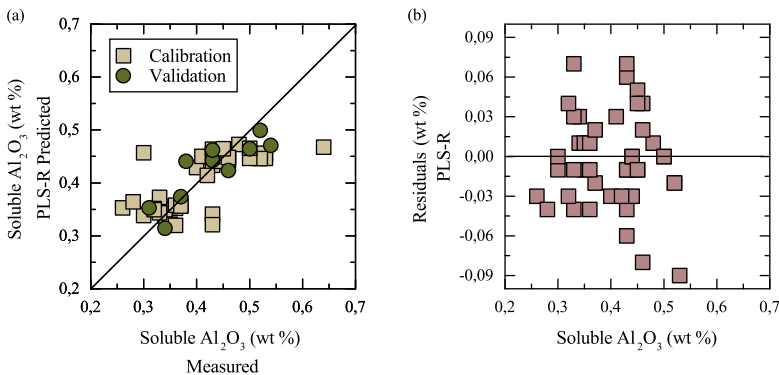 (a)
0,7
0,6
0,5
0,4
0,3
0,2
Soluble Al₂O₃ (wt %)
PLS-R Predicted
Calibration
Validation
0,2 0,3 0,4 0,5 0,6 0,7
Soluble Al₂O₃ (wt %)
Measured
(b)
0,09
0,06
0,03
0,00
-0,03
-0,06
-0,09
Residuals (wt %)
PLS-R
0,2 0,3 0,4 0,5 0,6 0,7
Soluble Al₂O₃ (wt %)